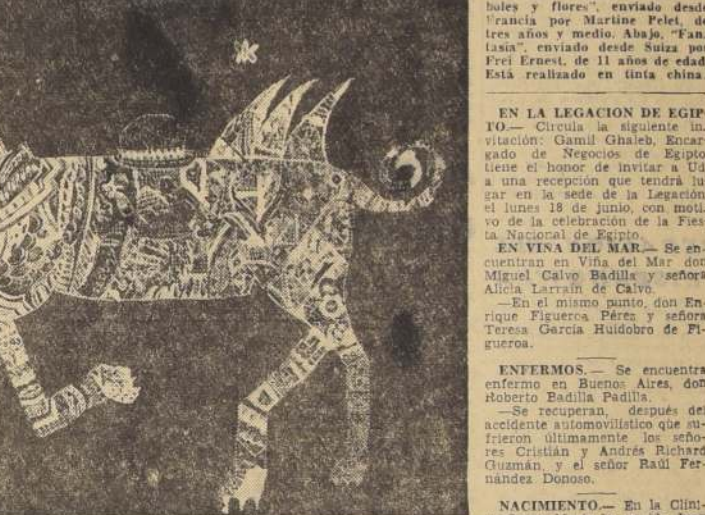 boles y flores", enviado desde
Francia por Martine Pelet, de
tres años y medio. Abajo, "Fan-
tasía", enviado desde Suiza por
Frei Ernest, de 11 años de edad.
Está realizado en tinta china.
EN LA LEGACION DE EGIP-
TO.— Circula la siguiente in-
vitación: Gamil Ghaleb, Encar-
gado de Negocios de Egipto
tiene el honor de invitar a Ud.
a una recepción que tendrá lu-
gar en la sede de la Legación
el lunes 18 de junio, con moti-
vo de la celebración de la Fies-
ta Nacional de Egipto.
EN VIÑA DEL MAR.— Se en-
cuentran en Viña del Mar don
Miguel Calvo Badilla y señora
Alicia Larraín de Calvo.
—En el mismo punto, don En-
rique Figueroa Pérez y señora
Teresa García Huidobro de Fi-
gueroa.
ENFERMOS.— Se encuentra
enfermo en Buenos Aires, don
Roberto Badilla Padilla.
—Se recuperan, después del
accidente automovilístico que su-
frieron últimamente los seño-
res Cristián y Andrés Richard
Guzmán, y el señor Raúl Fer-
nández Donoso.
NACIMIENTO.— En la Clíni-